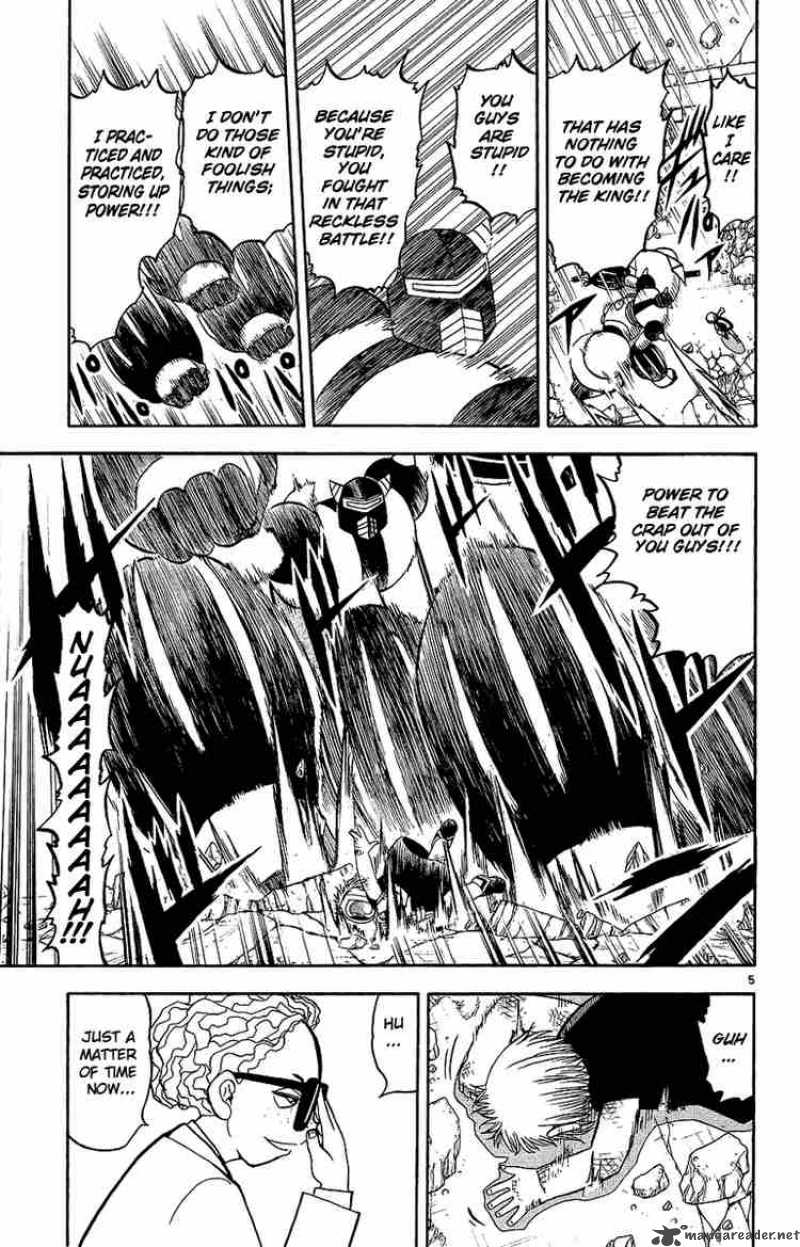 LIKE
I
CARE
!!
THAT HAS
NOTHING
TO DO WITH
BECOMING
THE KING!!
YOU
GUYS
ARE
STUPID
!!
BECAUSE
YOU'RE
STUPID,
YOU
FOUGHT
IN THAT
RECKLESS
BATTLE!!
I DON'T
DO THOSE
KIND OF
FOOLISH
THINGS;
I PRAC-
TICED AND
PRACTICED,
STORING UP
POWER!!!
POWER TO
BEAT THE
CRAP OUT OF
YOU GUYS!!!
NUAAAAAAAAAAH!!!
5
GUH
...
HU
...
JUST A
MATTER
OF TIME
NOW...
mangareader.net